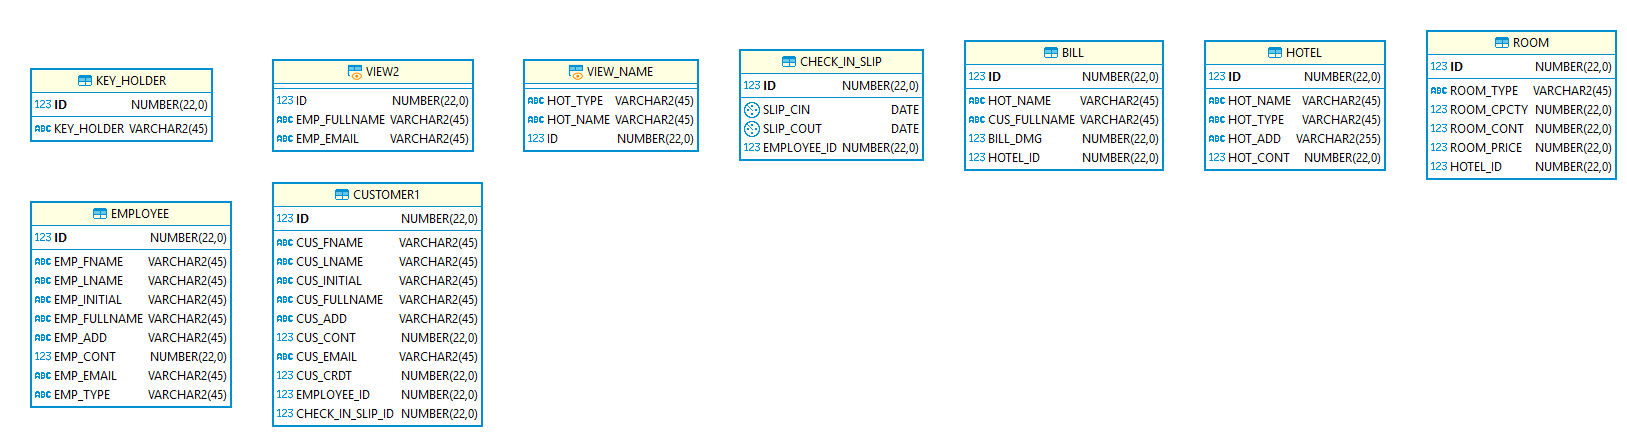 KEY_HOLDER
123 ID NUMBER(22,0)
ABC KEY_HOLDER VARCHAR2(45)
VIEW2
123 ID NUMBER(22,0)
ABC EMP_FULLNAME VARCHAR2(45)
ABC EMP_EMAIL VARCHAR2(45)
VIEW_NAME
ABC HOT_TYPE VARCHAR2(45)
ABC HOT_NAME VARCHAR2(45)
123 ID NUMBER(22,0)
CHECK_IN_SLIP
123 ID NUMBER(22,0)
SLIP_CIN DATE
SLIP_COUT DATE
123 EMPLOYEE_ID NUMBER(22,0)
BILL
123 ID NUMBER(22,0)
ABC HOT_NAME VARCHAR2(45)
ABC CUS_FULLNAME VARCHAR2(45)
123 BILL_DMG NUMBER(22,0)
123 HOTEL_ID NUMBER(22,0)
HOTEL
123 ID NUMBER(22,0)
ABC HOT_NAME VARCHAR2(45)
ABC HOT_TYPE VARCHAR2(45)
ABC HOT_ADD VARCHAR2(255)
123 HOT_CONT NUMBER(22,0)
ROOM
123 ID NUMBER(22,0)
ABC ROOM_TYPE VARCHAR2(45)
123 ROOM_CPCTY NUMBER(22,0)
123 ROOM_CONT NUMBER(22,0)
123 ROOM_PRICE NUMBER(22,0)
123 HOTEL_ID NUMBER(22,0)
EMPLOYEE
123 ID NUMBER(22,0)
ABC EMP_FNAME VARCHAR2(45)
ABC EMP_LNAME VARCHAR2(45)
ABC EMP_INITIAL VARCHAR2(45)
ABC EMP_FULLNAME VARCHAR2(45)
ABC EMP_ADD VARCHAR2(45)
123 EMP_CONT NUMBER(22,0)
ABC EMP_EMAIL VARCHAR2(45)
ABC EMP_TYPE VARCHAR2(45)
CUSTOMER1
123 ID NUMBER(22,0)
ABC CUS_FNAME VARCHAR2(45)
ABC CUS_LNAME VARCHAR2(45)
ABC CUS_INITIAL VARCHAR2(45)
ABC CUS_FULLNAME VARCHAR2(45)
ABC CUS_ADD VARCHAR2(45)
123 CUS_CONT NUMBER(22,0)
ABC CUS_EMAIL VARCHAR2(45)
123 CUS_CRDT NUMBER(22,0)
123 EMPLOYEE_ID NUMBER(22,0)
123 CHECK_IN_SLIP_ID NUMBER(22,0)